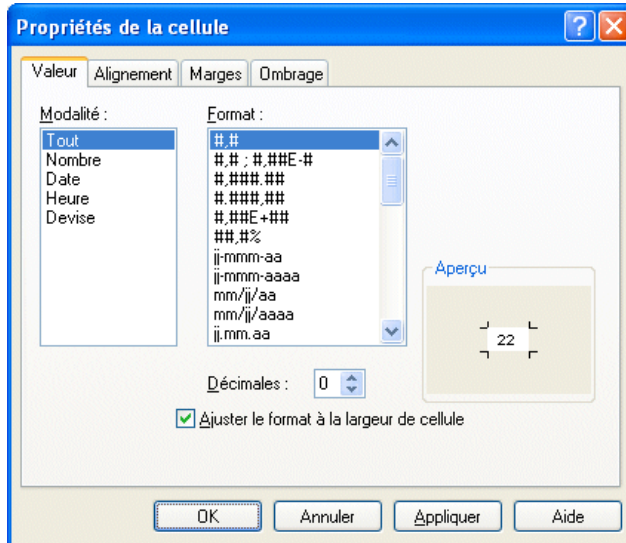 Propriétés de la cellule
Valeur
Alignement
Marges
Ombrage
Modalité :
Tout
Nombre
Date
Heure
Devise
Format :
#,#
#,# ; #,##E-#
#,###.##
#.###,##
#,##E+##
##,#%
jj-mmm-aa
jj-mmm-aaaa
mm/jj/aa
mm/jj/aaaa
jj.mm.aa
Aperçu
22
Décimales :
0
Ajuster le format à la largeur de cellule
OK
Annuler
Appliquer
Aide